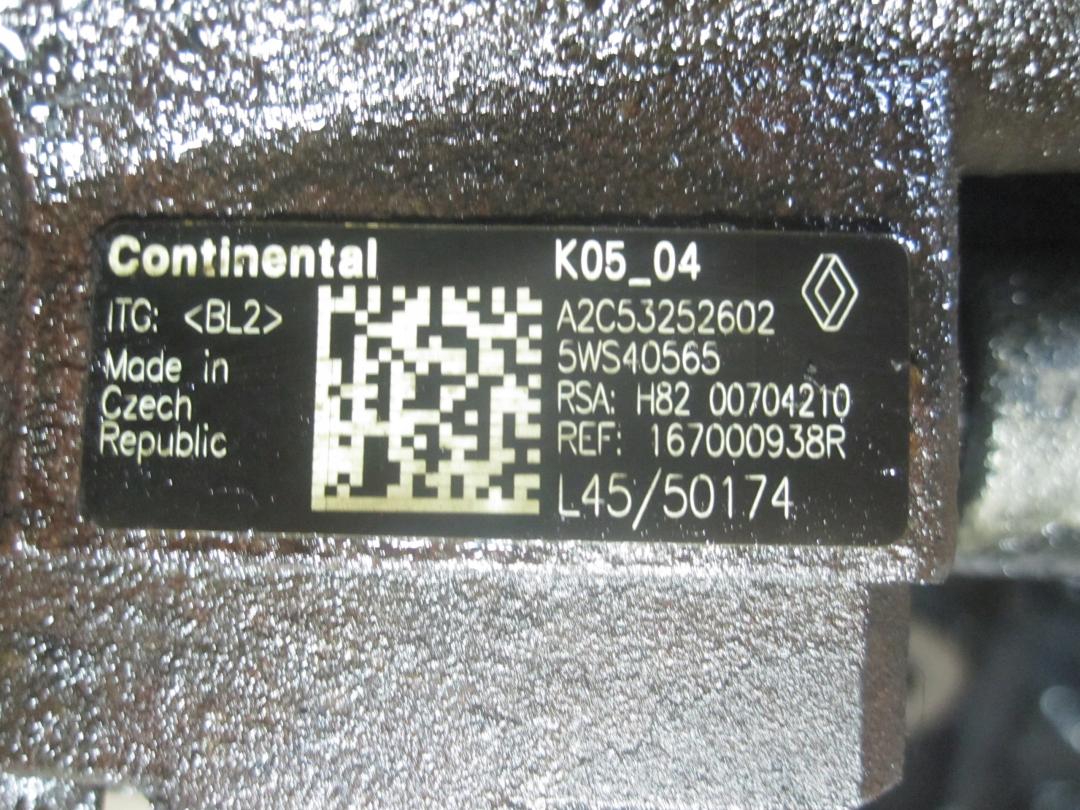 Continental
ITG: <BL2>
Made in
Czech
Republic
K05_04
A2C53252602
5WS40565
RSA: H82 00704210
REF: 167000938R
L45/50174